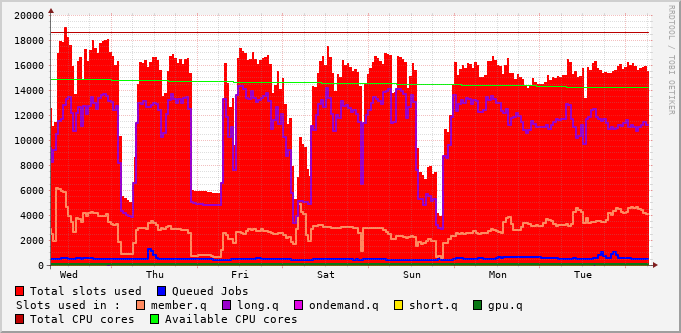 20000
18000
16000
14000
12000
10000
8000
6000
4000
2000
0
Wed Thu Fri Sat Sun Mon Tue
RRDTOOL / TOBI OETIKER
Total slots used Queued Jobs
Slots used in : member.q long.q ondemand.q short.q gpu.q
Total CPU cores
Available CPU cores